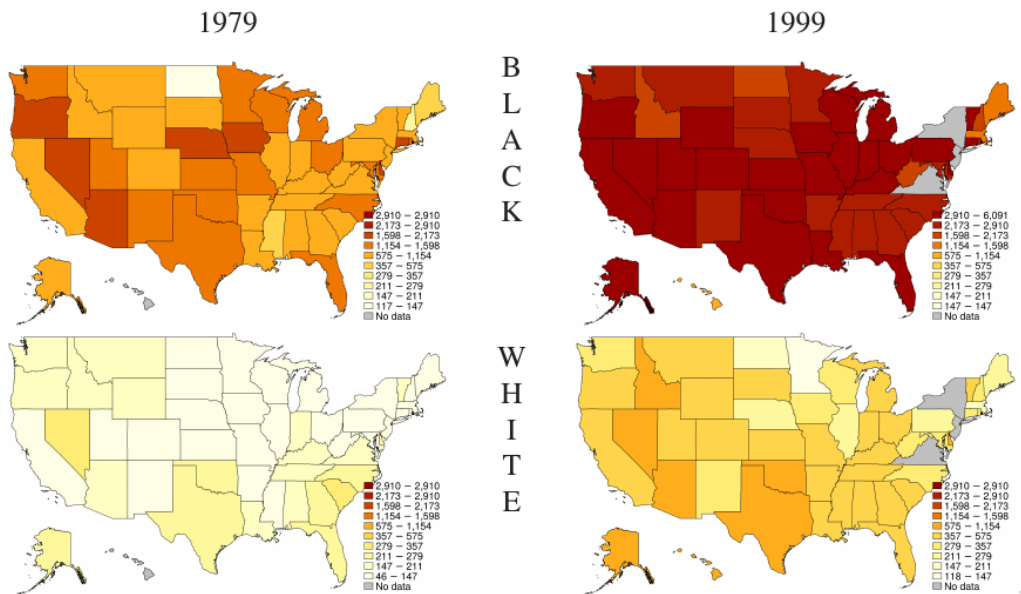 1979
1999
B
L
A
C
K
2,910 – 2,910
2,173 – 2,910
1,598 – 2,173
1,154 – 1,598
575 – 1,154
357 – 575
279 – 357
211 – 279
147 – 211
117 – 147
No data
2,910 – 6,091
2,173 – 2,910
1,598 – 2,173
1,154 – 1,598
575 – 1,154
357 – 575
279 – 357
211 – 279
147 – 211
No data
W
H
I
T
E
2,910 – 2,910
2,173 – 2,910
1,598 – 2,173
1,154 – 1,598
575 – 1,154
357 – 575
279 – 357
211 – 279
147 – 211
46 – 147
No data
2,910 – 2,910
2,173 – 2,910
1,598 – 2,173
1,154 – 1,598
575 – 1,154
357 – 575
279 – 357
211 – 279
147 – 211
118 – 147
No data